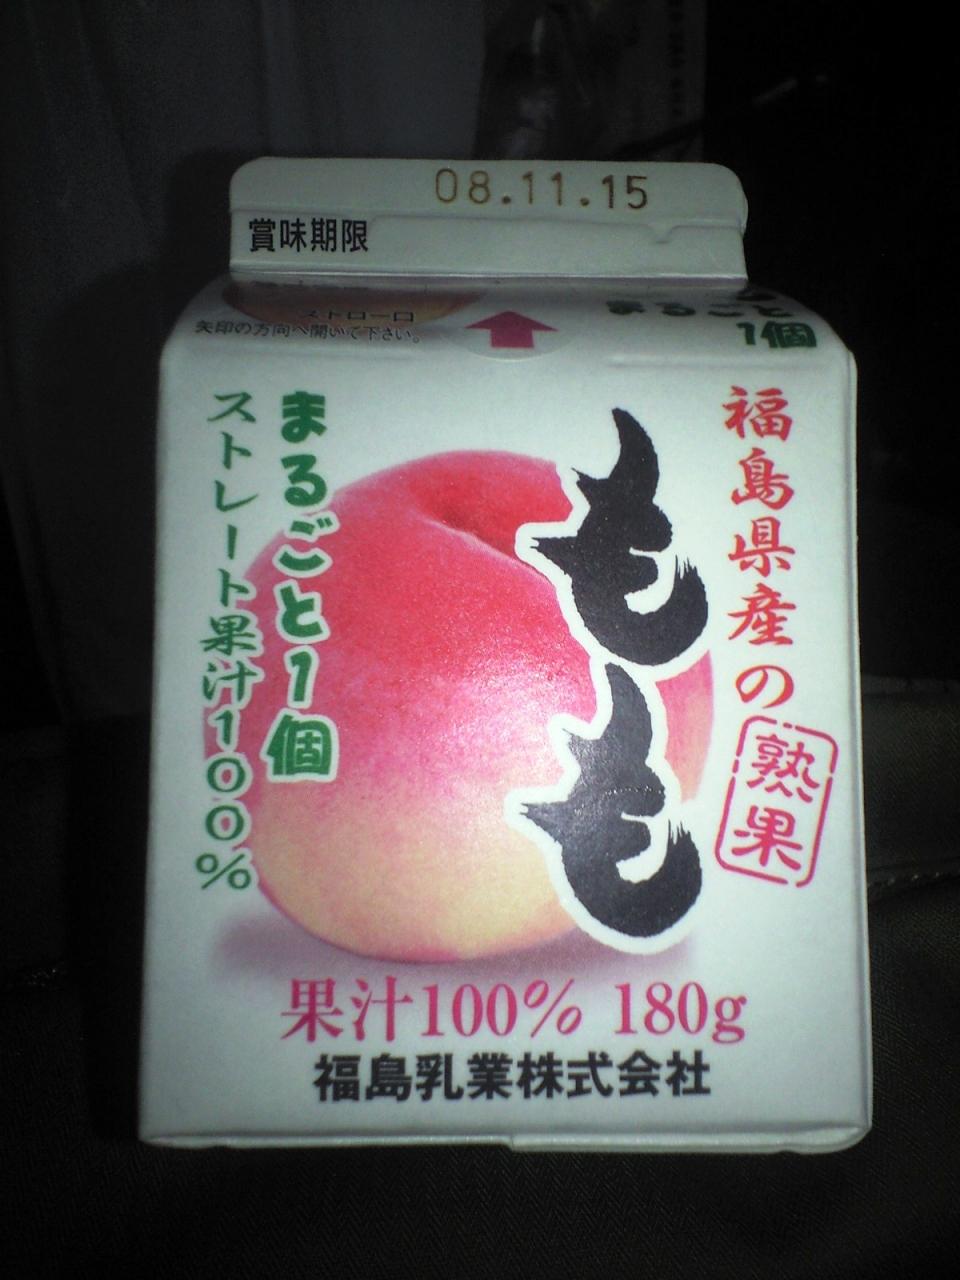 08.11.15
賞味期限
ストロー口
矢印の方向へ開いて下さい。
まるごと
1個
福島県産の
熟果
もも
まるごと1個
ストレート果汁100%
果汁100% 180g
福島乳業株式会社